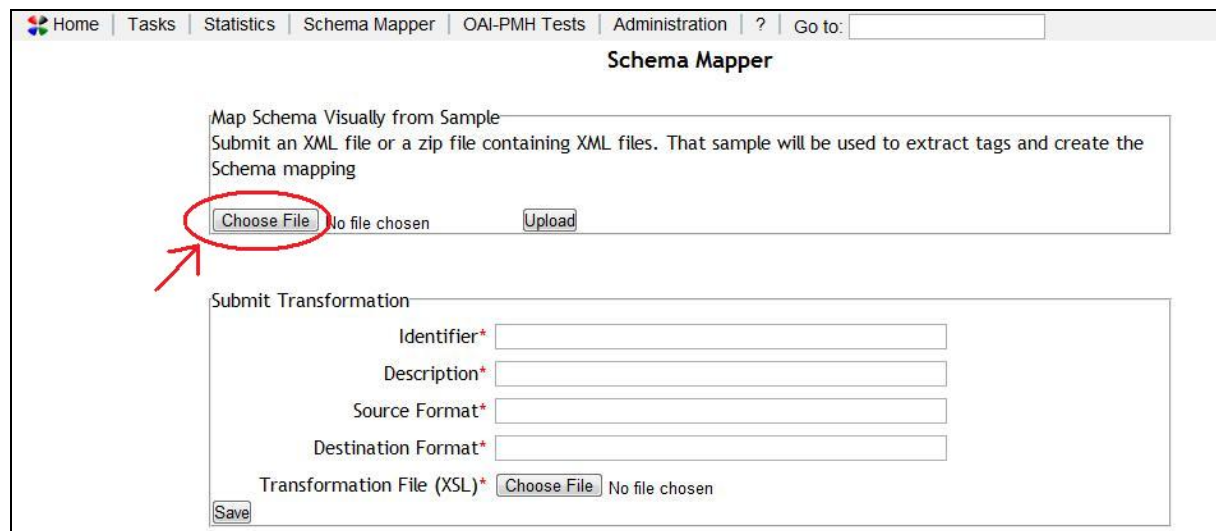 Home | Tasks | Statistics | Schema Mapper | OAI-PMH Tests | Administration | ? | Go to:
Schema Mapper
Map Schema Visually from Sample
Submit an XML file or a zip file containing XML files. That sample will be used to extract tags and create the
Schema mapping
Choose File No file chosen Upload
Submit Transformation
Identifier*
Description*
Source Format*
Destination Format*
Transformation File (XSL)* Choose File No file chosen
Save